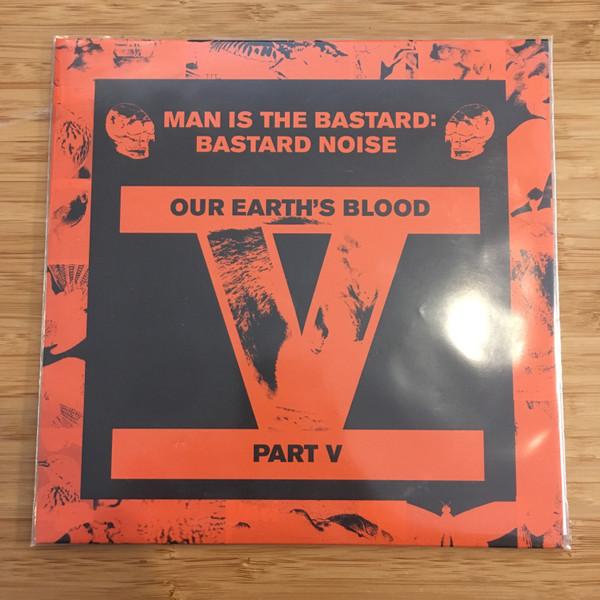 MAN IS THE BASTARD:
BASTARD NOISE
OUR EARTH'S BLOOD
V
PART V